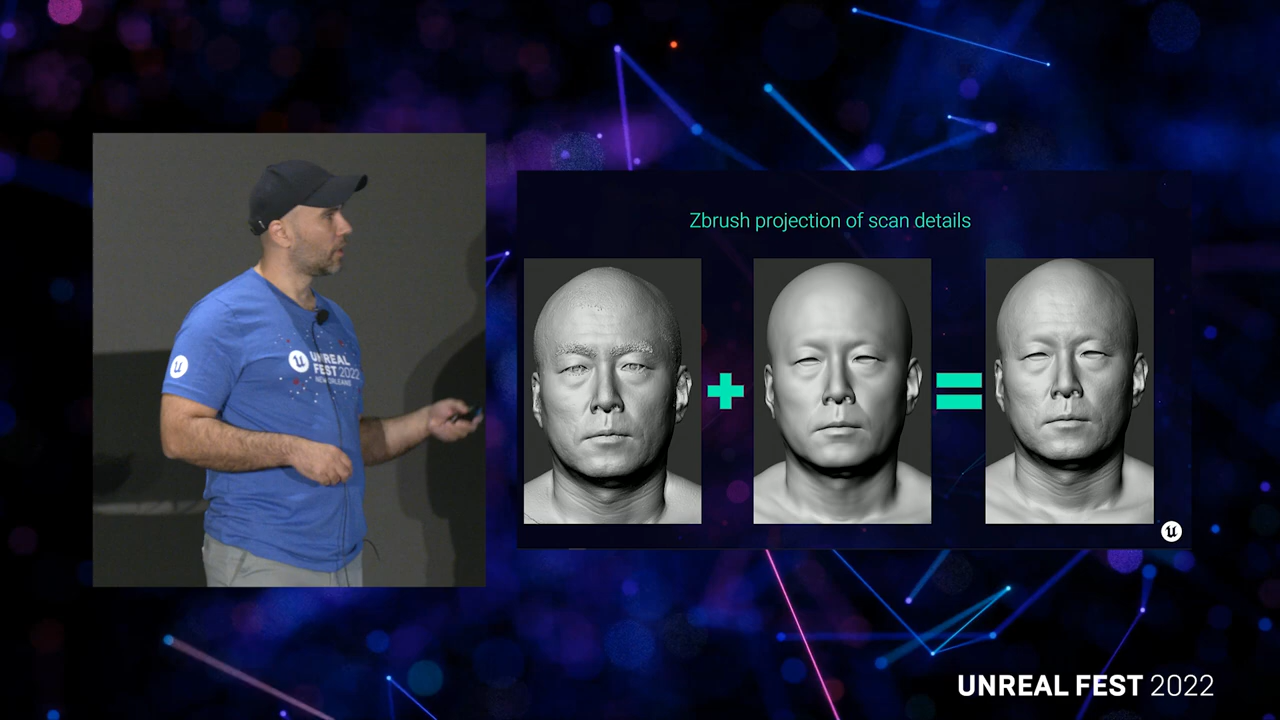 Zbrush projection of scan details
UNREAL
FEST 2022
NEW ORLEANS
UNREAL FEST 2022